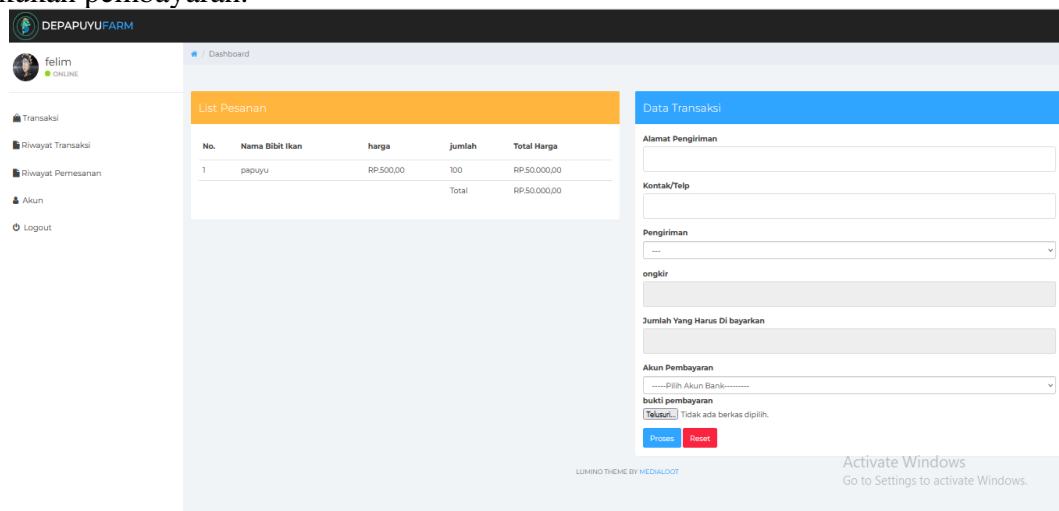 pembayaran.
DEPAPUYUFARM
felim
ONLINE
/ Dashboard
Transaksi
Riwayat Transaksi
Riwayat Pemesanan
Akun
Logout
List Pesanan
No. Nama Bibit Ikan harga jumlah Total Harga
1 papuyu RP.500,00 100 RP.50.000,00
Total RP.50.000,00
Data Transaksi
Alamat Pengiriman
Kontak/Telp
Pengiriman
---
ongkir
Jumlah Yang Harus Di bayarkan
Akun Pembayaran
-----Pilih Akun Bank---------
bukti pembayaran
Telusuri... Tidak ada berkas dipilih.
Proses Reset
LUMINO THEME BY MEDIALOOT
Activate Windows
Go to Settings to activate Windows.